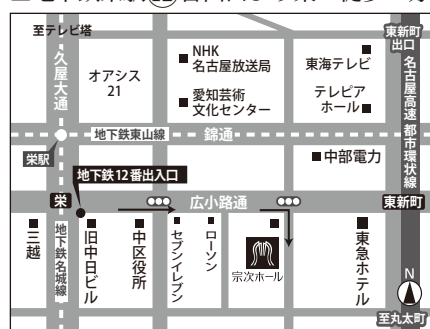 至テレビ塔
久屋大通
オアシス
21
NHK
名古屋放送局
愛知芸術
文化センター
東海テレビ
テレピア
ホール
東新町
出口
名古屋高速 都市環状線
地下鉄東山線
錦通
栄駅
中部電力
地下鉄12番出入口
栄
広小路通
東新町
三越
地下鉄名城線
旧中日ビル
中区役所
セブンイレブン
ローソン
宗次ホール
東急ホテル
N
至丸太町